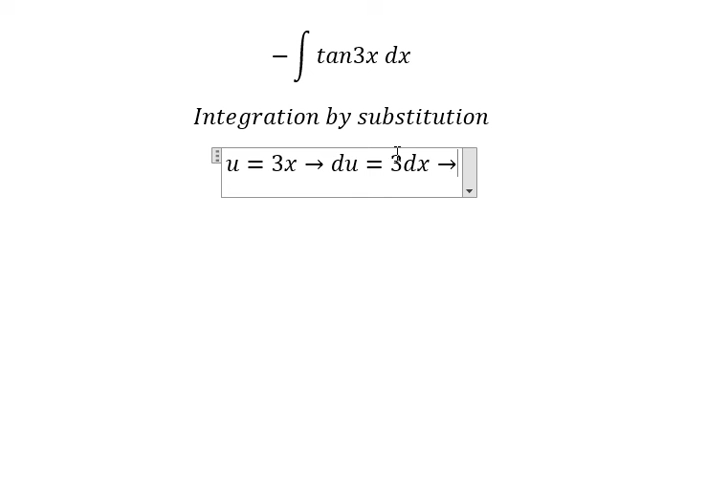 − ∫ tan3x dx
Integration by substitution
u = 3x → du = 3dx →